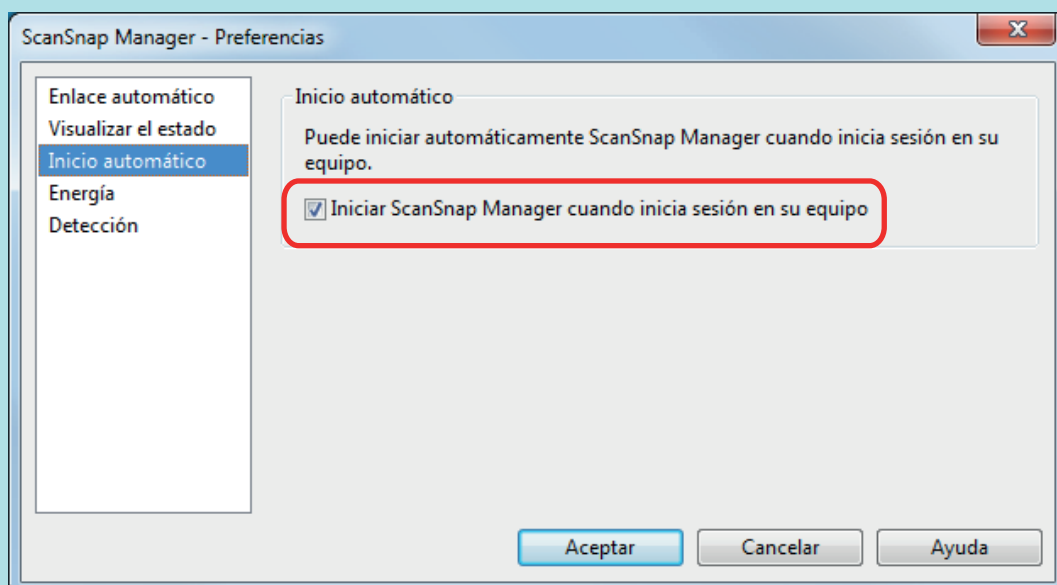 ScanSnap Manager - Preferencias
Enlace automático
Visualizar el estado
Inicio automático
Energía
Detección
Inicio automático
Puede iniciar automáticamente ScanSnap Manager cuando inicia sesión en su
equipo.
Iniciar ScanSnap Manager cuando inicia sesión en su equipo
Aceptar
Cancelar
Ayuda